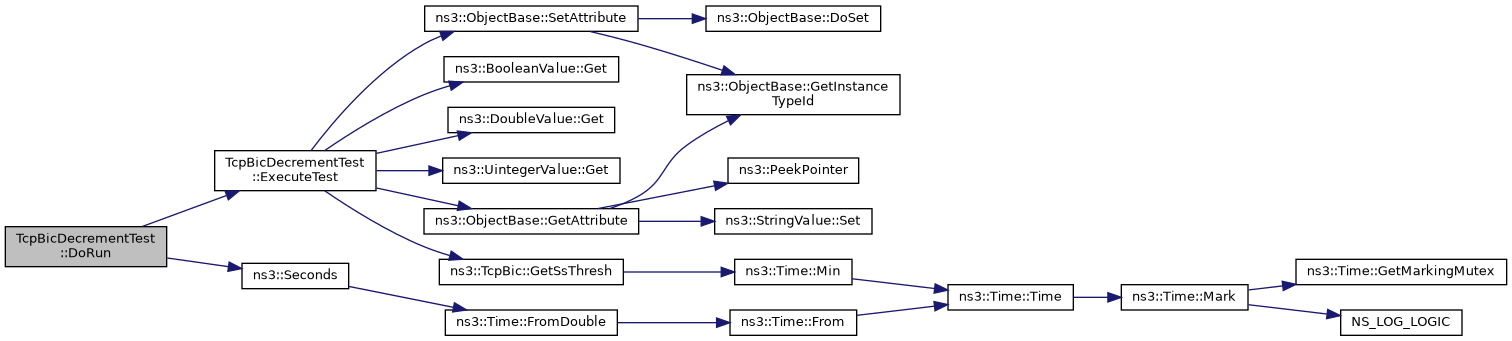 TcpBicDecrementTest
::DoRun
TcpBicDecrementTest
::ExecuteTest
ns3::Seconds
ns3::ObjectBase::SetAttribute
ns3::BooleanValue::Get
ns3::DoubleValue::Get
ns3::UintegerValue::Get
ns3::ObjectBase::GetAttribute
ns3::TcpBic::GetSsThresh
ns3::Time::FromDouble
ns3::ObjectBase::DoSet
ns3::ObjectBase::GetInstance
TypeId
ns3::PeekPointer
ns3::StringValue::Set
ns3::Time::Min
ns3::Time::From
ns3::Time::Time
ns3::Time::Mark
ns3::Time::GetMarkingMutex
NS_LOG_LOGIC